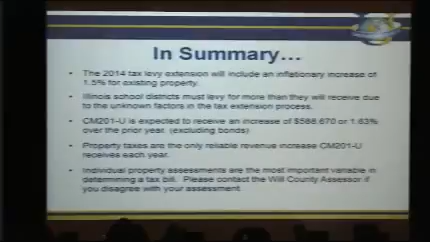 In Summary…
• The 2014 tax levy extension will include an inflationary increase of
1.5% for existing property.
• Illinois school districts must levy for more than they will receive due
to the unknown factors in the tax extension process.
• CM201-U is expected to receive an increase of $586,670 or 1.63%
over the prior year. (excluding bonds)
• Property taxes are the only reliable revenue increase CM201-U
receives each year.
• Individual property assessments are the most important variable in
determining a tax bill. Please contact the Will County Assessor if
you disagree with your assessment.